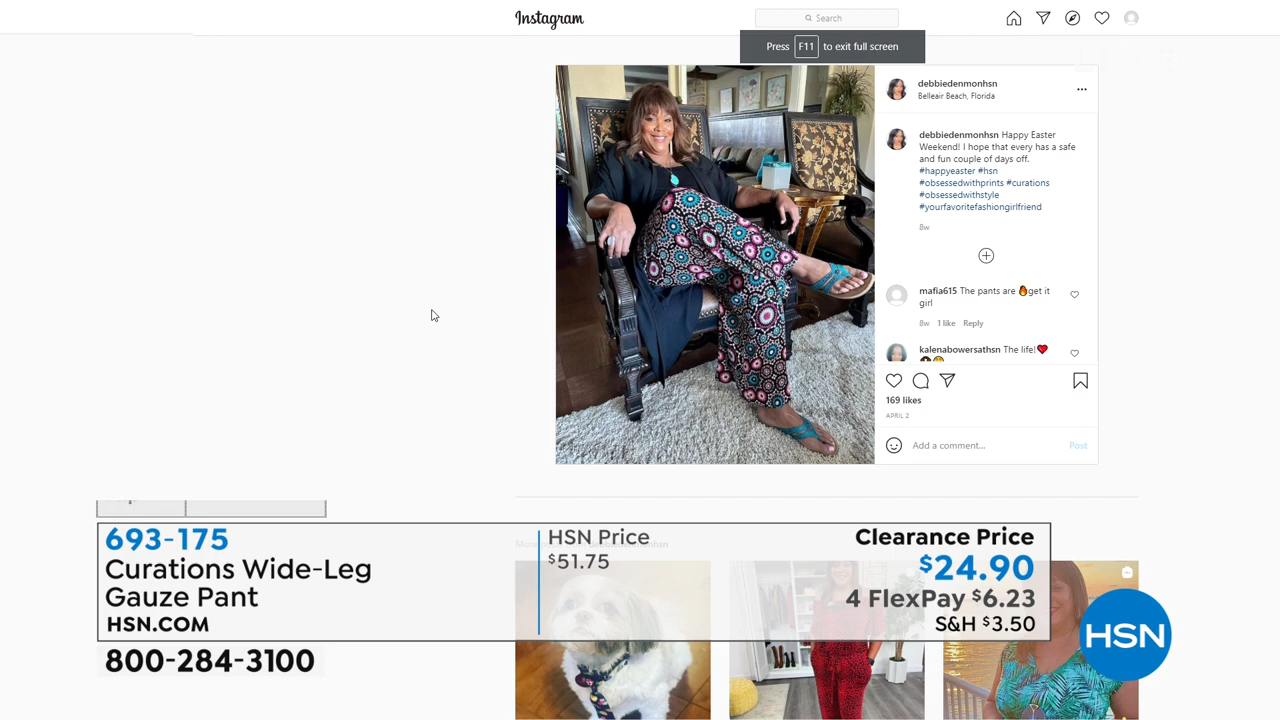 Instagram
Search
Press F11 to exit full screen
debbiedenmonhsn
Belleair Beach, Florida
debbiedenmonhsn Happy Easter
Weekend! I hope that every has a safe
and fun couple of days off.
#happyeaster #hsn
#obsessedwithprints #curations
#obsessedwithstyle
#yourfavoritefashiongirlfriend
8w
mafia615 The pants are 🔥get it
girl
8w 1 like Reply
kalenabowersathsn The life!❤️
169 likes
APRIL 2
Add a comment... Post
693-175
Curations Wide-Leg
Gauze Pant
HSN.COM
800-284-3100
HSN Price
$51.75
Clearance Price
$24.90
4 FlexPay $6.23
S&H $3.50
HSN